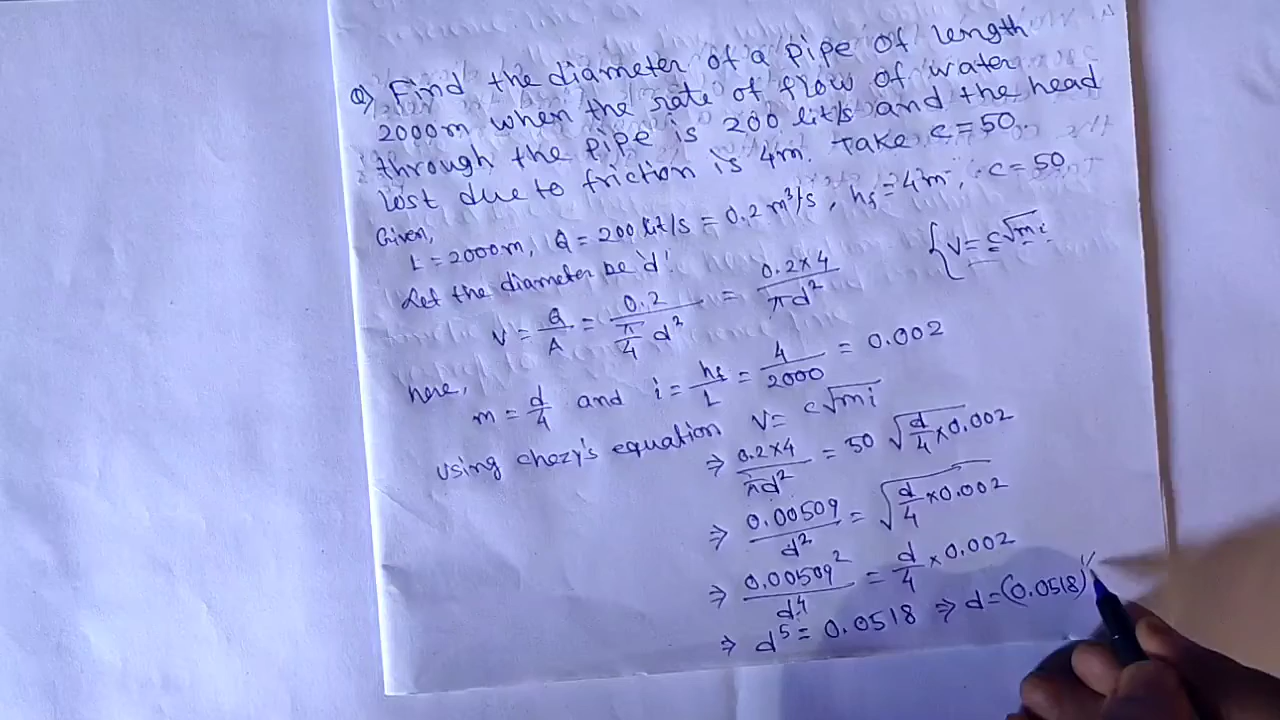 Q) Find the diameter of a pipe of length
2000m when the rate of flow of water
through the pipe is 200 lit/s and the head
lost due to friction is 4m. Take c = 50.
Given,
L = 2000m, Q = 200 lit/s = 0.2 m³/s, hf = 4m, c = 50
Let the diameter be 'd'. {V = c√mi
V = Q/A = 0.2/(π/4 d²) = 0.2×4/πd²
here,
m = d/4 and i = hf/L = 4/2000 = 0.002
using chezy's equation V = c√mi
⇒ 0.2×4/πd² = 50 √(d/4 × 0.002)
⇒ 0.00509/d² = √(d/4 × 0.002)
⇒ 0.00509²/d⁴ = d/4 × 0.002
⇒ d⁵ = 0.0518 ⇒ d = (0.0518)^1/